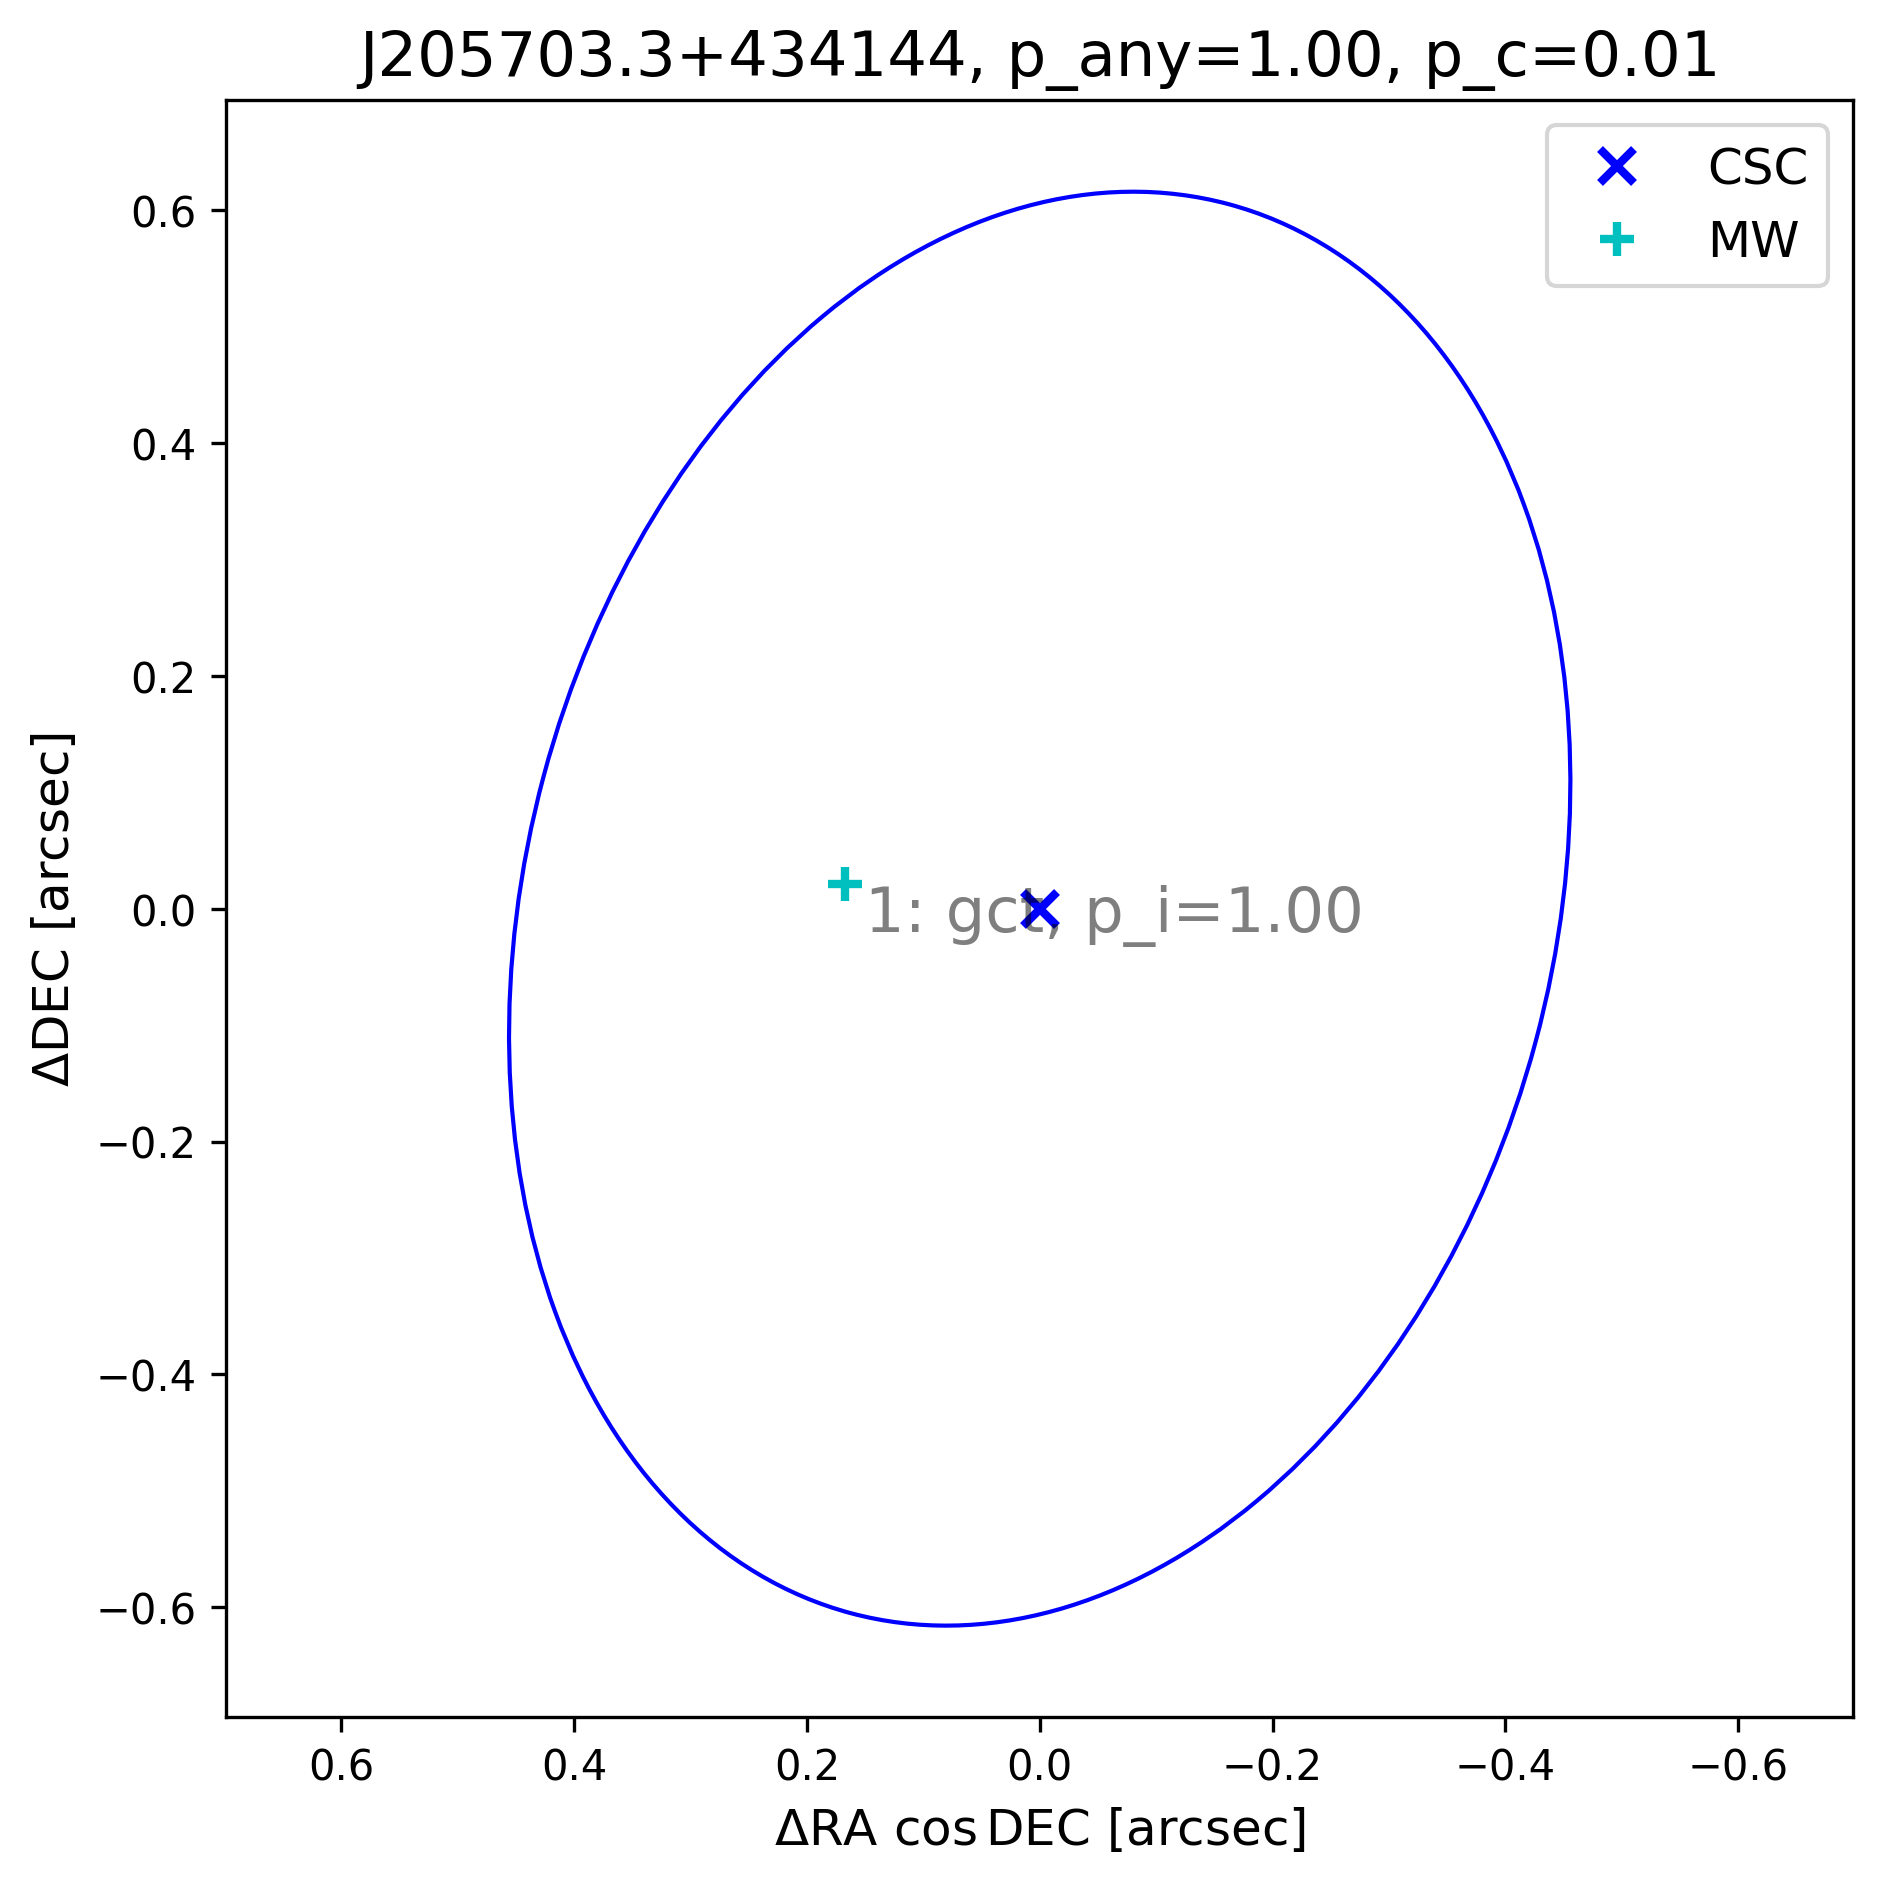 J205703.3+434144, p_any=1.00, p_c=0.01
CSC
MW
0.6
0.4
0.2
0.0
−0.2
−0.4
−0.6
ΔDEC [arcsec]
1: gct, p_i=1.00
0.6 0.4 0.2 0.0 −0.2 −0.4 −0.6
ΔRA cos DEC [arcsec]